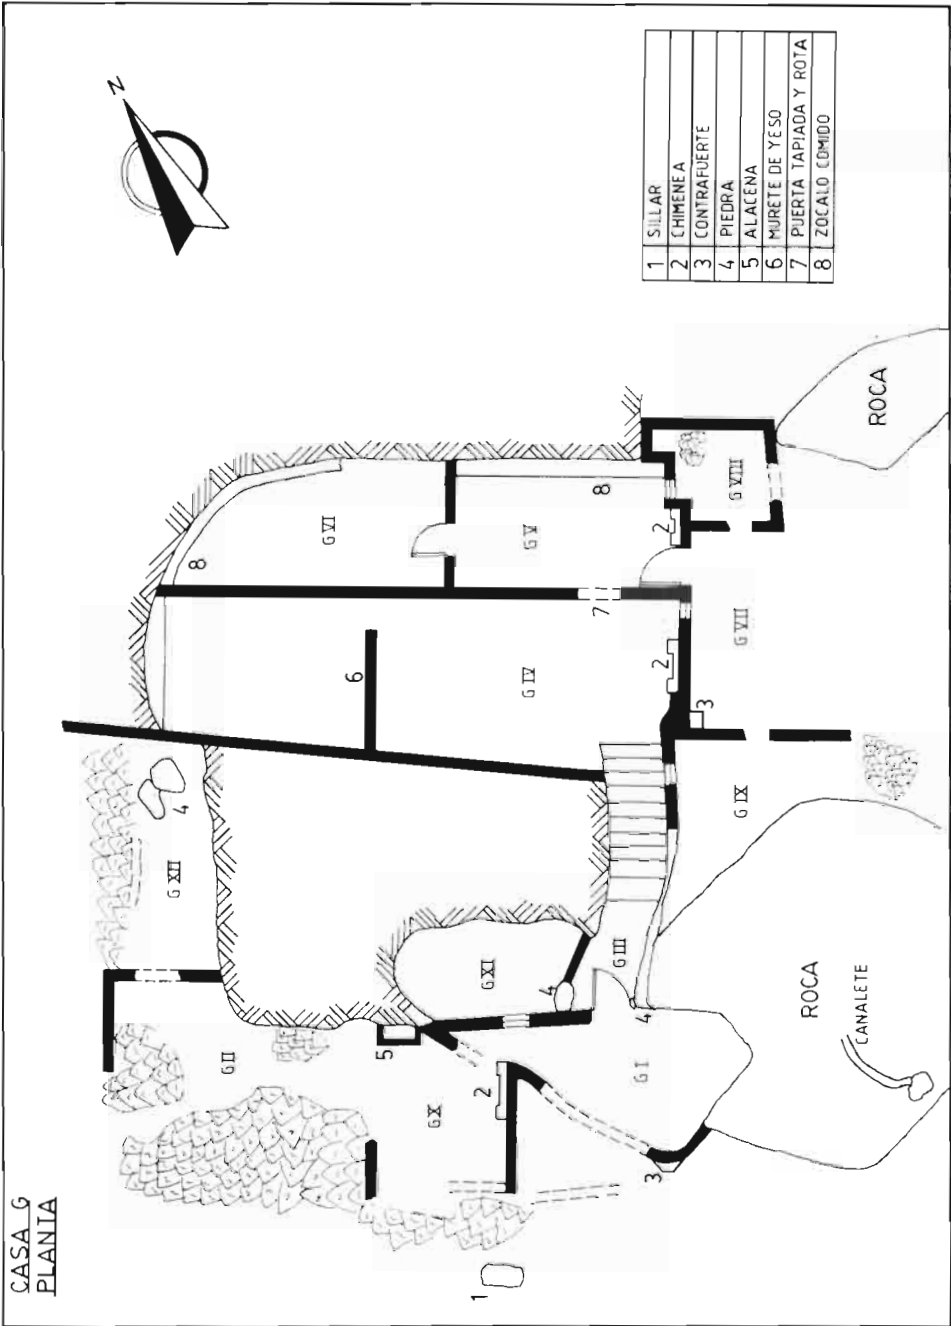 CASA G
PLANTA
N
1 SILLAR
2 CHIMENEA
3 CONTRAFUERTE
4 PIEDRA
5 ALACENA
6 MURETE DE YESO
7 PUERTA TAPIADA Y ROTA
8 ZOCALO COMIDO
G XII
4
G II
5
G X
2
1
G XI
4
G III
4
G I
3
6
G IV
2
3
7
8
G VI
G V
8
2
G VIII
G VII
G IX
ROCA
CANALETE
ROCA